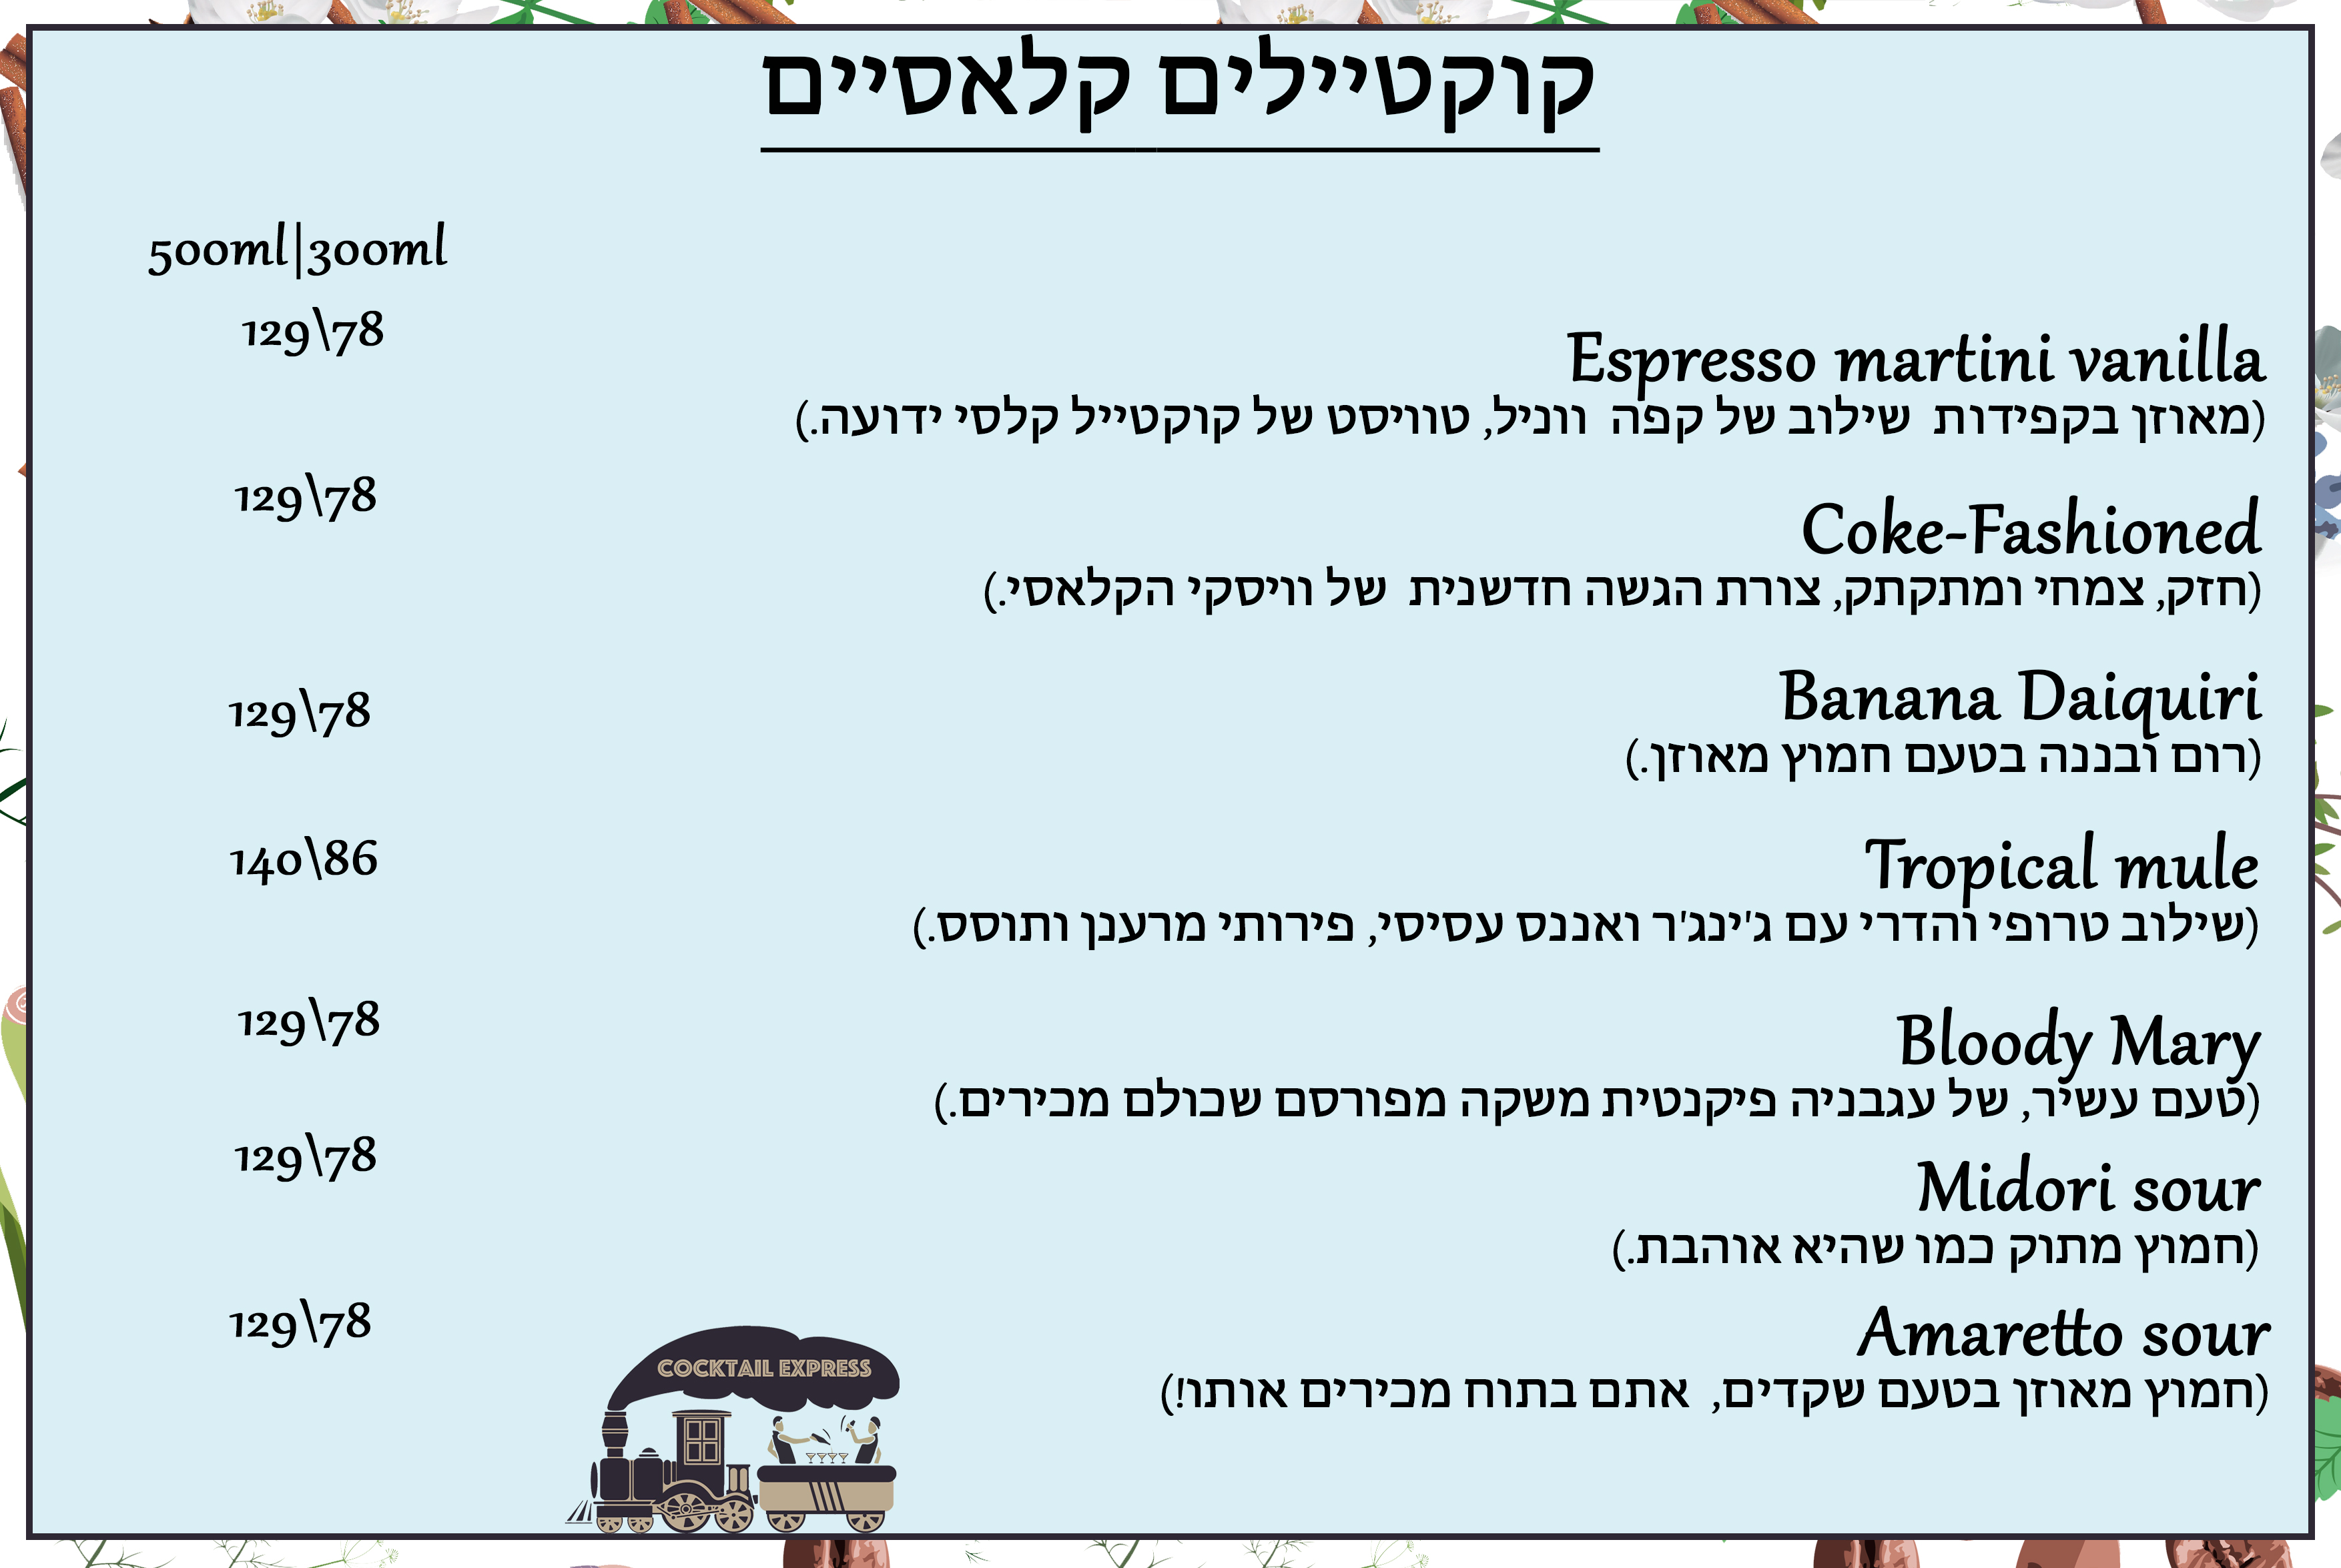 קוקטיילים קלאסיים
500ml|300ml
Espresso martini vanilla
129\78
(מאוזן בקפידות שילוב של קפה ווניל, טוויסט של קוקטייל קלסי ידועה.)
Coke-Fashioned
129\78
(חזק, צמחי ומתקתק, צורת הגשה חדשנית של וויסקי הקלאסי.)
Banana Daiquiri
129\78
(רום ובננה בטעם חמוץ מאוזן.)
Tropical mule
140\86
(שילוב טרופי והדרי עם ג'ינג'ר ואננס עסיסי, פירותי מרענן ותוסס.)
Bloody Mary
129\78
(טעם עשיר, של עגבניה פיקנטית משקה מפורסם שכולם מכירים.)
Midori sour
129\78
(חמוץ מתוק כמו שהיא אוהבת.)
Amaretto sour
129\78
(חמוץ מאוזן בטעם שקדים, אתם בתוח מכירים אותו!)
COCKTAIL EXPRESS